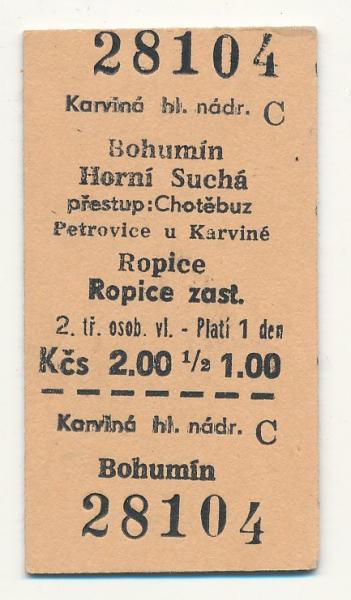 28104
Karviná hl. nádr. C
Bohumín
Horní Suchá
přestup:Chotěbuz
Petrovice u Karviné
Ropice
Ropice zast.
2. tř. osob. vl. - Platí 1 den
Kčs 2.00 1/2 1.00
Karviná hl. nádr. C
Bohumín
28104